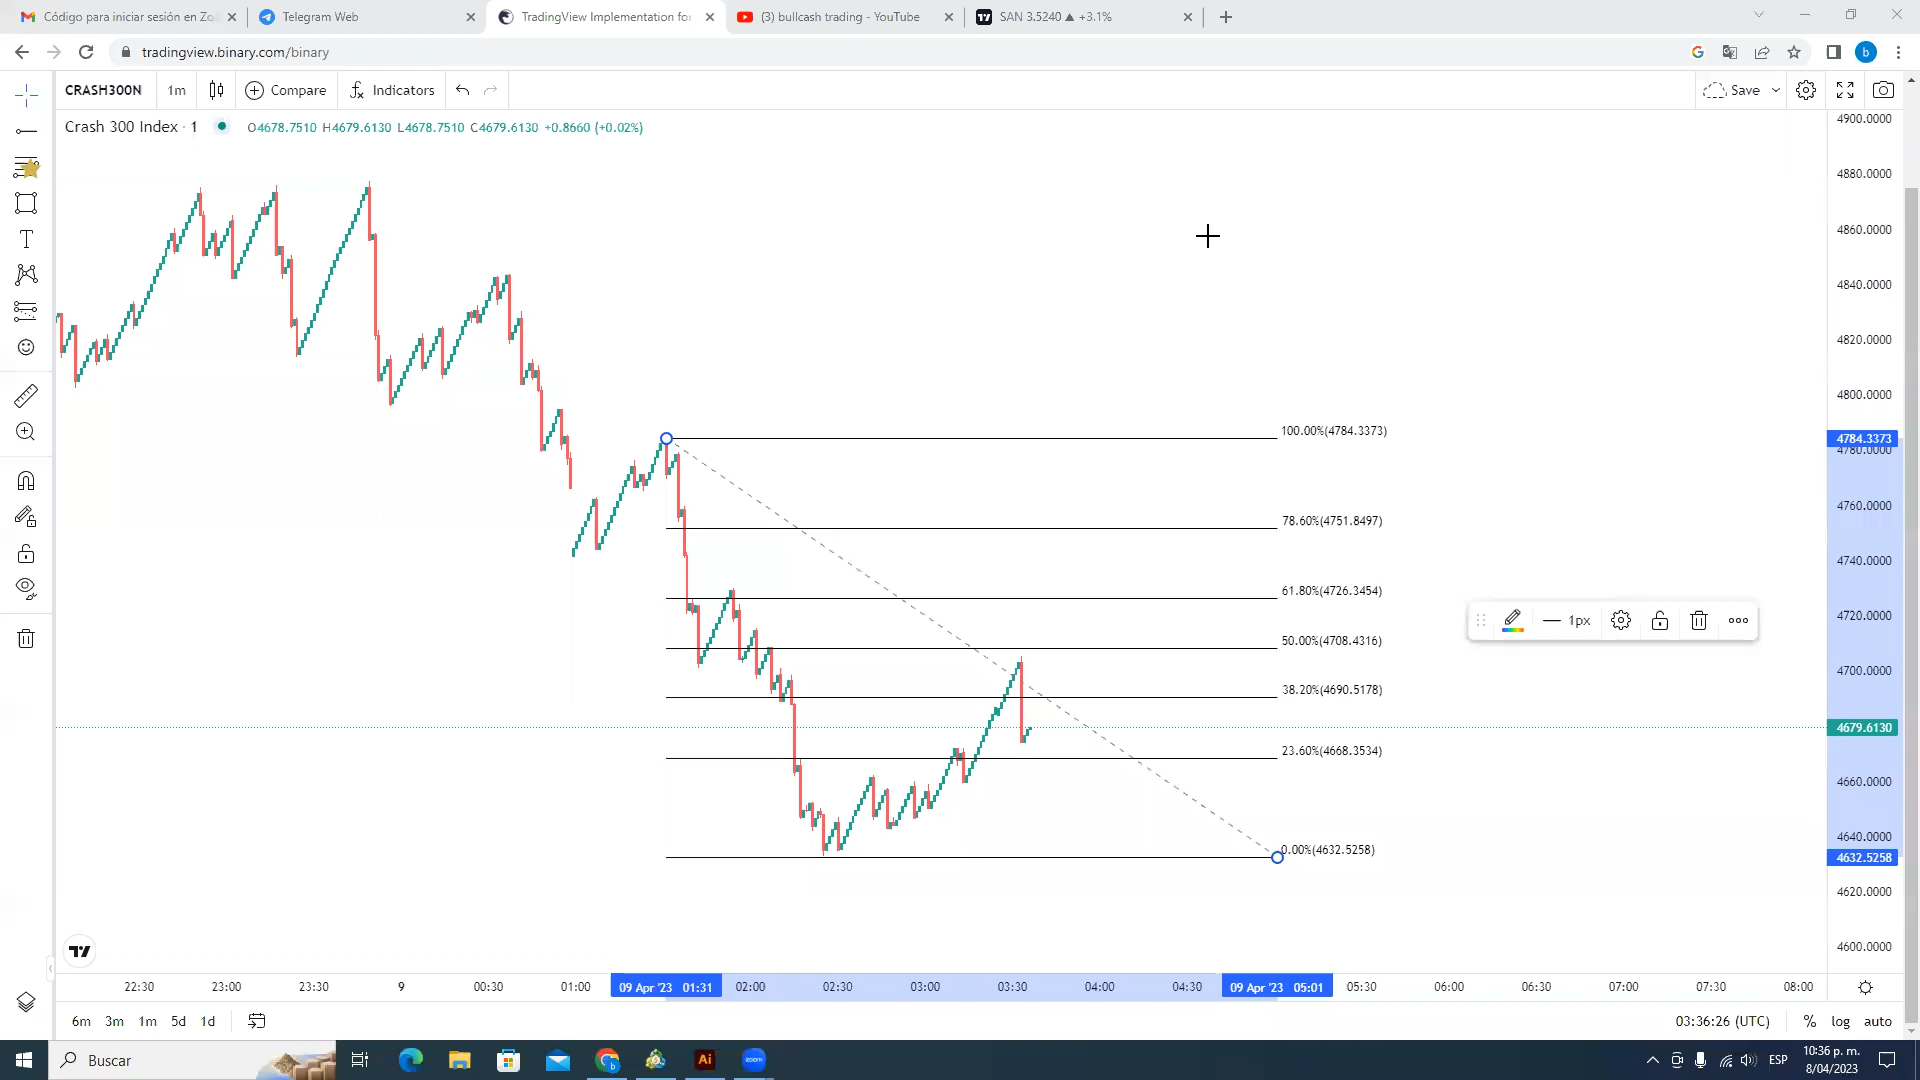 Código para iniciar sesión en Zo
Telegram Web
TradingView Implementation for
(3) bullcash trading - YouTube
SAN 3.5240 ▲ +3.1%
tradingview.binary.com/binary
b
CRASH300N
1m
Compare
Indicators
Save
Crash 300 Index · 1
O4678.7510 H4679.6130 L4678.7510 C4679.6130 +0.8660 (+0.02%)
4900.0000
4880.0000
4860.0000
4840.0000
4820.0000
4800.0000
100.00%(4784.3373)
4784.3373
4780.0000
4760.0000
78.60%(4751.8497)
4740.0000
61.80%(4726.3454)
4720.0000
1px
50.00%(4708.4316)
4700.0000
38.20%(4690.5178)
4679.6130
23.60%(4668.3534)
4660.0000
4640.0000
0.00%(4632.5258)
4632.5258
4620.0000
4600.0000
22:30
23:00
23:30
9
00:30
01:00
09 Apr '23 01:31
02:00
02:30
03:00
03:30
04:00
04:30
09 Apr '23 05:01
05:30
06:00
06:30
07:00
07:30
08:00
6m
3m
1m
5d
1d
03:36:26 (UTC)
%
log
auto
Buscar
Ai
zoom
ESP
10:36 p. m.
8/04/2023